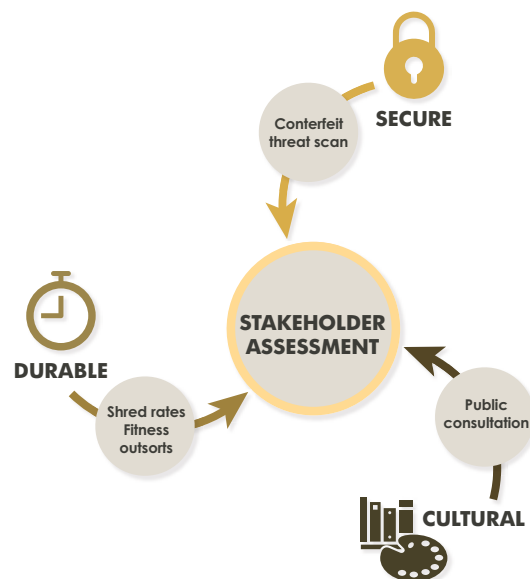 SECURE
Conterfeit
threat scan
STAKEHOLDER
ASSESSMENT
DURABLE
Shred rates
Fitness
outsorts
Public
consultation
CULTURAL